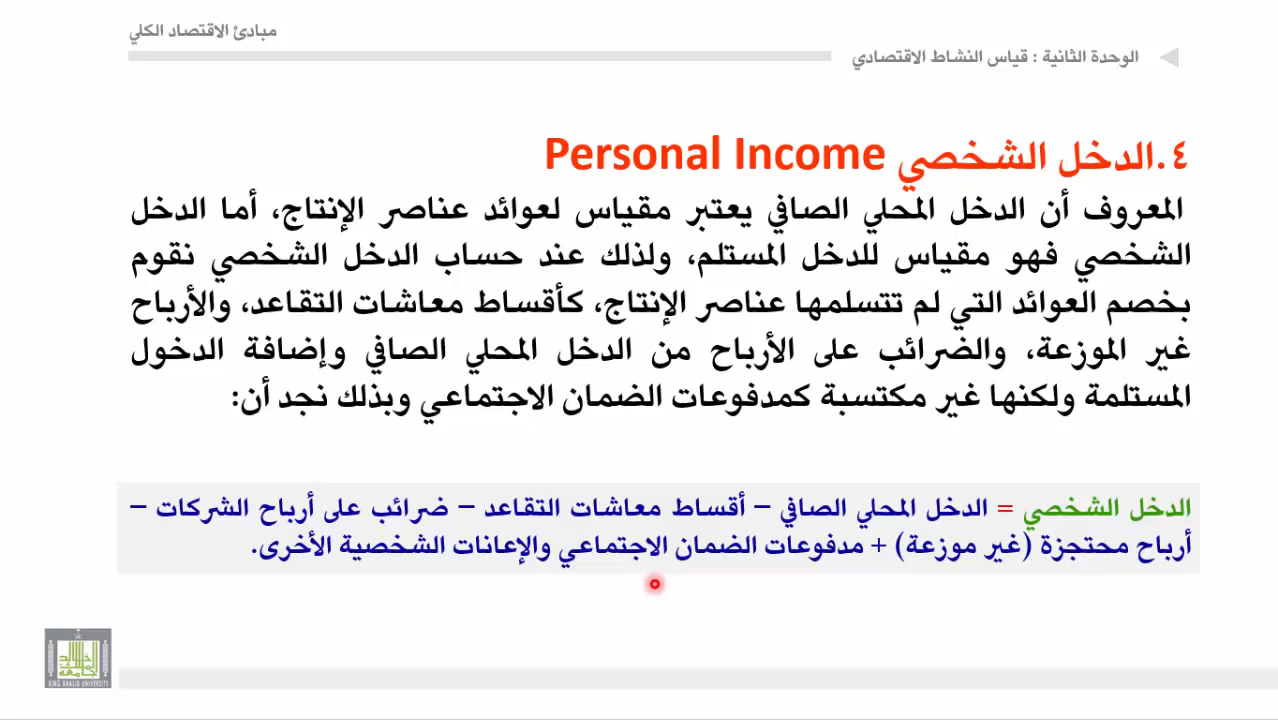 مبادئ الاقتصاد الكلي
الوحدة الثانية : قياس النشاط الاقتصادي
٤.الدخل الشخصي Personal Income
المعروف أن الدخل المحلي الصافي يعتبر مقياس لعوائد عناصر الإنتاج، أما الدخل
الشخصي فهو مقياس للدخل المستلم، ولذلك عند حساب الدخل الشخصي نقوم
بخصم العوائد التي لم تتسلمها عناصر الإنتاج، كأقساط معاشات التقاعد، والأرباح
غير الموزعة، والضرائب على الأرباح من الدخل المحلي الصافي وإضافة الدخول
المستلمة ولكنها غير مكتسبة كمدفوعات الضمان الاجتماعي وبذلك نجد أن:
الدخل الشخصي = الدخل المحلي الصافي – أقساط معاشات التقاعد – ضرائب على أرباح الشركات –
أرباح محتجزة (غير موزعة) + مدفوعات الضمان الاجتماعي والإعانات الشخصية الأخرى.
KING KHALID UNIVERSITY